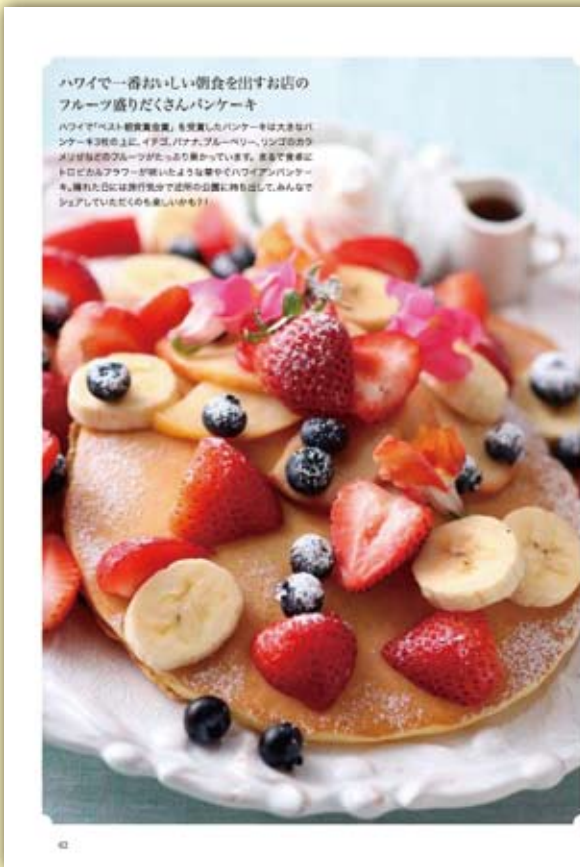 ハワイで一番おいしい朝食を出すお店の
フルーツ盛りだくさんパンケーキ
ハワイで「ベスト朝食賞金賞」を受賞したパンケーキは大きなパ
ンケーキ3枚の上に、イチゴ、バナナ、ブルーベリー、リンゴのカラ
メリゼなどのフルーツがたっぷり乗かっています。まるで食卓に
トロピカルフラワーが咲いたような華やぐハワイアンパンケー
キ。晴れた日には旅行気分で近所の公園に持ち出して、みんなで
シェアしていただくのも楽しいかも?!